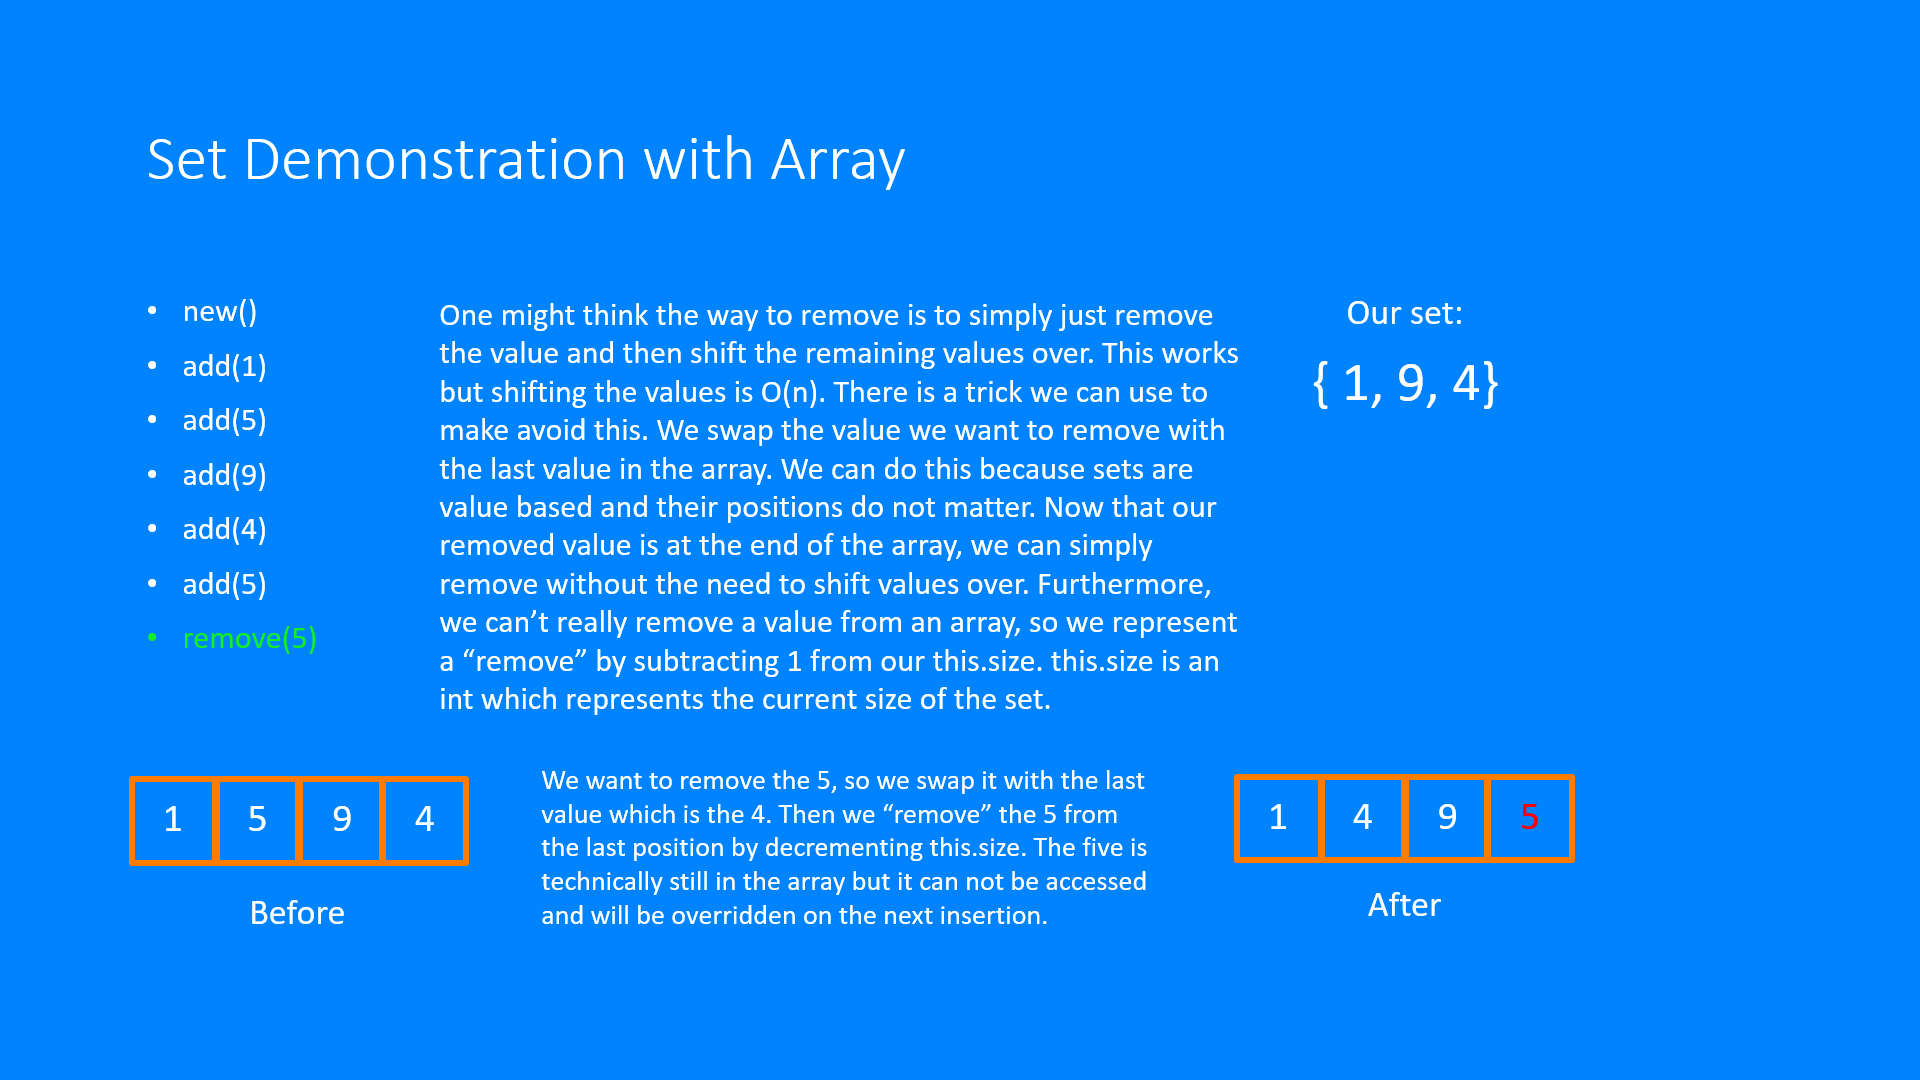 Set Demonstration with Array
• new()
• add(1)
• add(5)
• add(9)
• add(4)
• add(5)
• remove(5)
One might think the way to remove is to simply just remove
the value and then shift the remaining values over. This works
but shifting the values is O(n). There is a trick we can use to
make avoid this. We swap the value we want to remove with
the last value in the array. We can do this because sets are
value based and their positions do not matter. Now that our
removed value is at the end of the array, we can simply
remove without the need to shift values over. Furthermore,
we can’t really remove a value from an array, so we represent
a “remove” by subtracting 1 from our this.size. this.size is an
int which represents the current size of the set.
Our set:
{ 1, 9, 4}
1 5 9 4
Before
We want to remove the 5, so we swap it with the last
value which is the 4. Then we “remove” the 5 from
the last position by decrementing this.size. The five is
technically still in the array but it can not be accessed
and will be overridden on the next insertion.
1 4 9 5
After